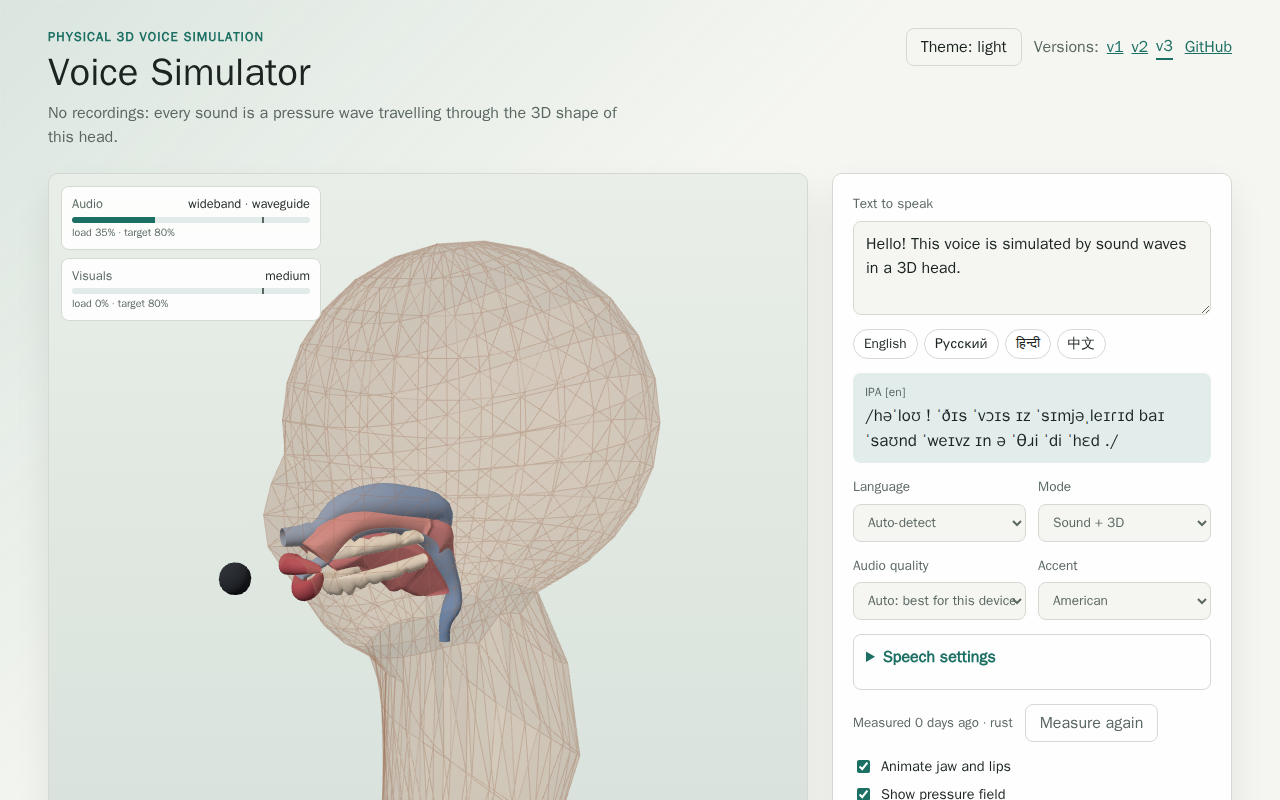 PHYSICAL 3D VOICE SIMULATION
Voice Simulator
No recordings: every sound is a pressure wave travelling through the 3D shape of
this head.
Theme: light
Versions: v1 v2 v3 GitHub
Audio wideband · waveguide
load 35% · target 80%
Visuals medium
load 0% · target 80%
Text to speak
Hello! This voice is simulated by sound waves
in a 3D head.
English Русский हिन्दी 中文
IPA [en]
/həˈloʊ ! ˈðɪs ˈvɔɪs ɪz ˈsɪmjəˌleɪɾɪd baɪ
ˈsaʊnd ˈweɪvz ɪn ə ˈθɹi ˈdi ˈhɛd ./
Language Mode
Auto-detect Sound + 3D
Audio quality Accent
Auto: best for this device American
Speech settings
Measured 0 days ago · rust Measure again
Animate jaw and lips
Show pressure field